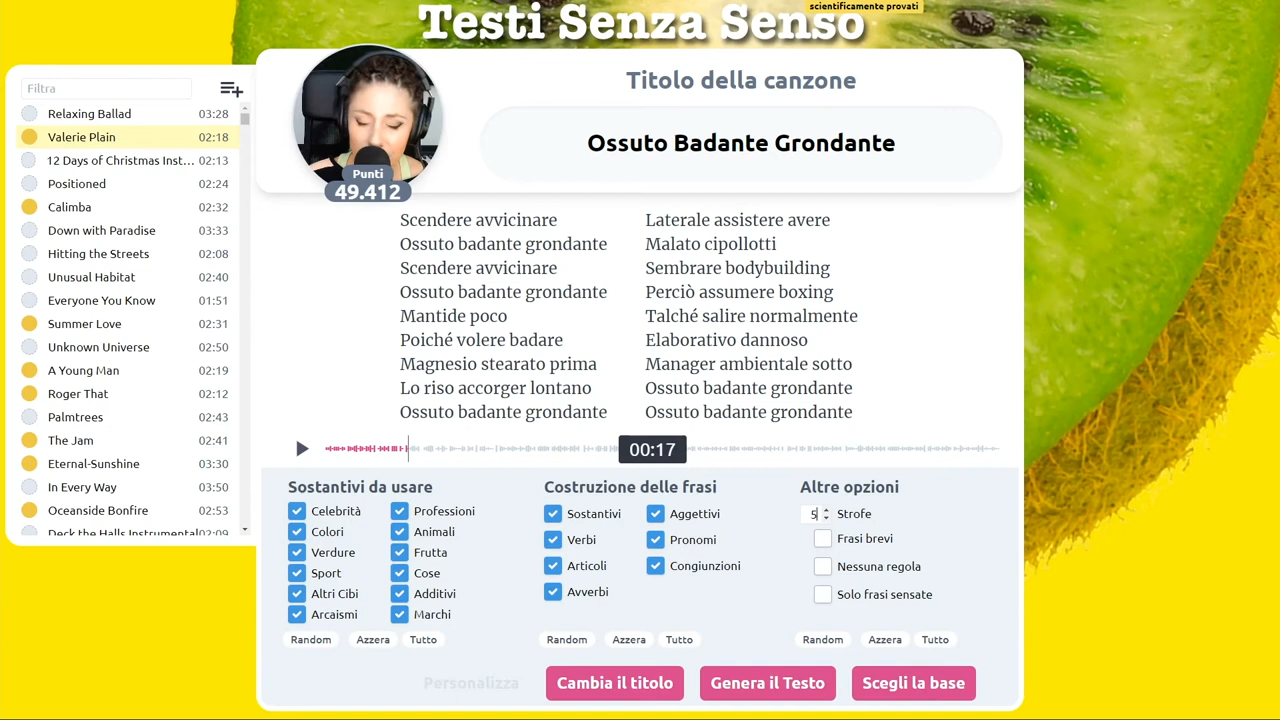 scientificamente provati
Testi Senza Senso
Filtra
Relaxing Ballad 03:28
Valerie Plain 02:18
12 Days of Christmas Inst... 02:13
Positioned 02:24
Calimba 02:32
Down with Paradise 03:33
Hitting the Streets 02:08
Unusual Habitat 02:40
Everyone You Know 01:51
Summer Love 02:31
Unknown Universe 02:50
A Young Man 02:19
Roger That 02:12
Palmtrees 02:43
The Jam 02:41
Eternal-Sunshine 03:30
In Every Way 03:50
Oceanside Bonfire 02:53
Deck the Halls Instrumental 02:09
Punti
49.412
Titolo della canzone
Ossuto Badante Grondante
Scendere avvicinare
Ossuto badante grondante
Scendere avvicinare
Ossuto badante grondante
Mantide poco
Poiché volere badare
Magnesio stearato prima
Lo riso accorger lontano
Ossuto badante grondante
Laterale assistere avere
Malato cipollotti
Sembrare bodybuilding
Perciò assumere boxing
Talché salire normalmente
Elaborativo dannoso
Manager ambientale sotto
Ossuto badante grondante
Ossuto badante grondante
00:17
Sostantivi da usare
Celebrità Professioni
Colori Animali
Verdure Frutta
Sport Cose
Altri Cibi Additivi
Arcaismi Marchi
Random Azzera Tutto
Costruzione delle frasi
Sostantivi Aggettivi
Verbi Pronomi
Articoli Congiunzioni
Avverbi
Random Azzera Tutto
Altre opzioni
5 Strofe
Frasi brevi
Nessuna regola
Solo frasi sensate
Random Azzera Tutto
Personalizza Cambia il titolo Genera il Testo Scegli la base